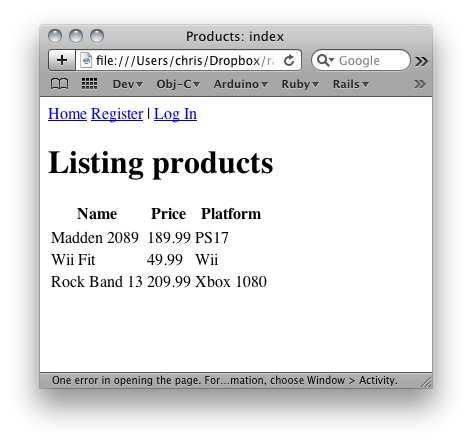 Products: index
+ file:///Users/chris/Dropbox/ra Google »
Dev Obj-C Arduino Ruby Rails »
Home Register | Log In
Listing products
Name Price Platform
Madden 2089 189.99 PS17
Wii Fit 49.99 Wii
Rock Band 13 209.99 Xbox 1080
One error in opening the page. For...mation, choose Window > Activity.